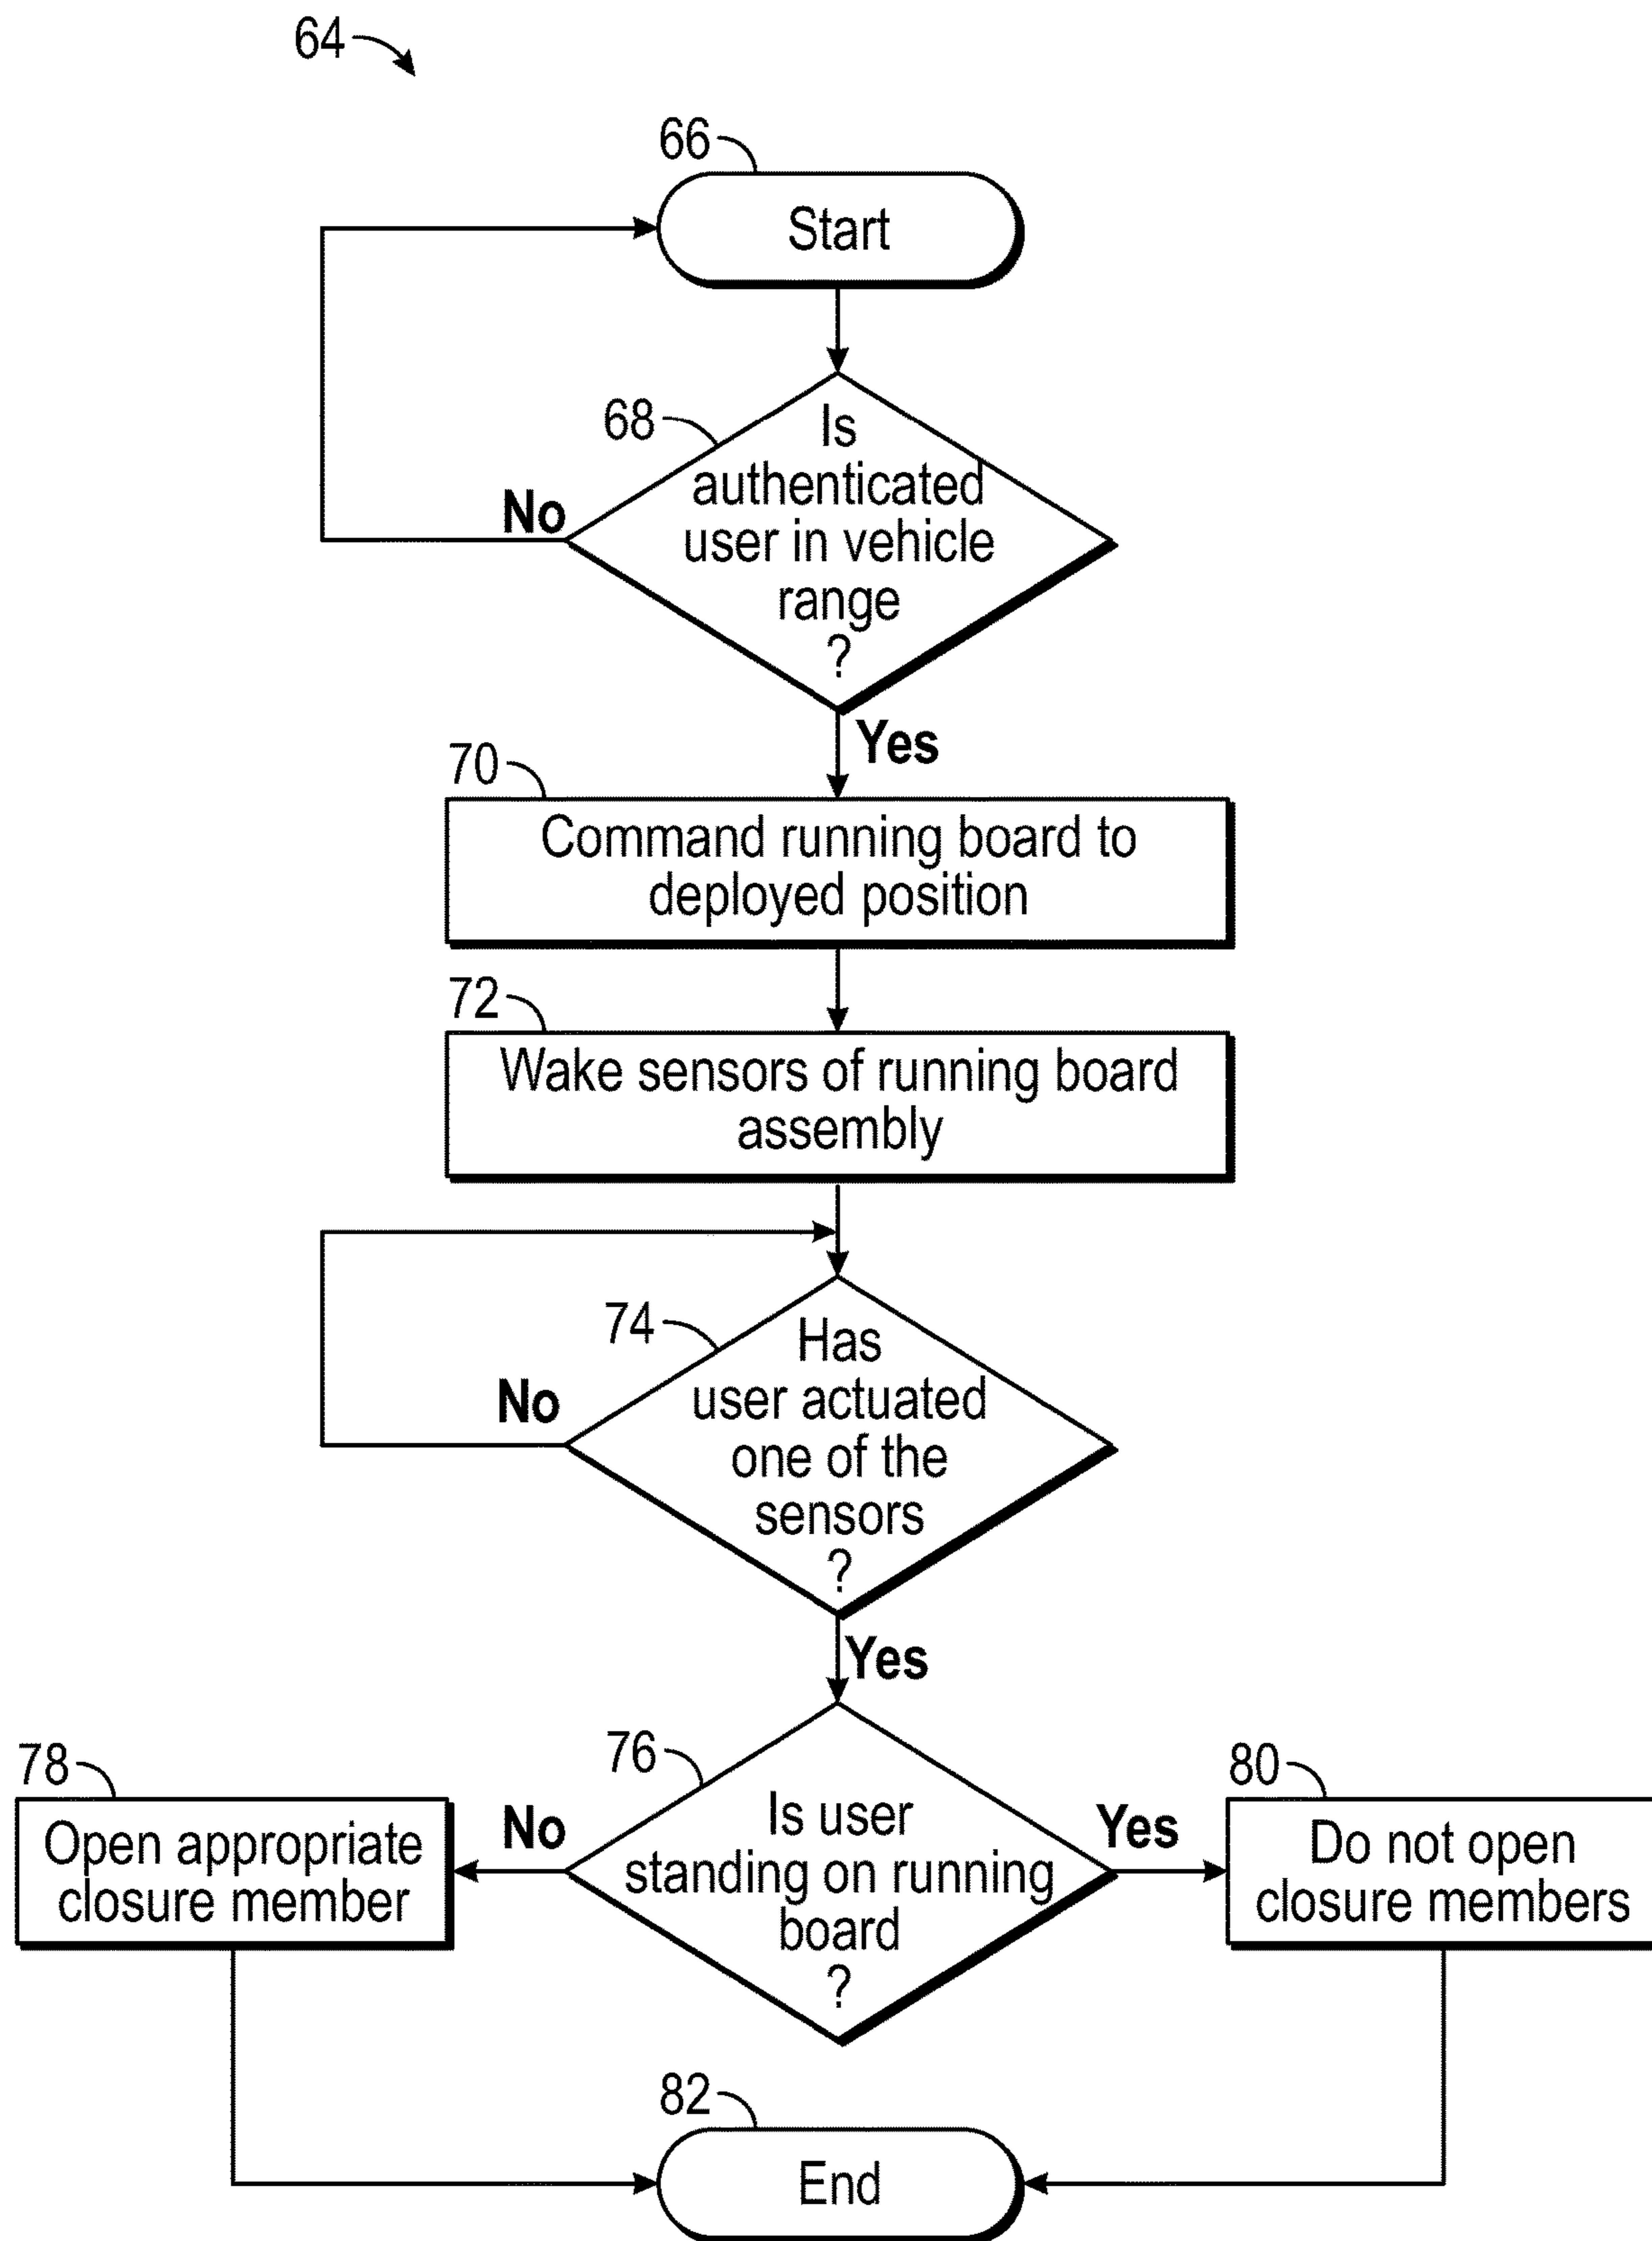 64
66
Start
68
Is
authenticated
user in vehicle
range
?
No
Yes
70
Command running board to
deployed position
72
Wake sensors of running board
assembly
74
Has
user actuated
one of the
sensors
?
No
Yes
76
Is user
standing on running
board
?
No
Yes
78
Open appropriate
closure member
80
Do not open
closure members
82
End